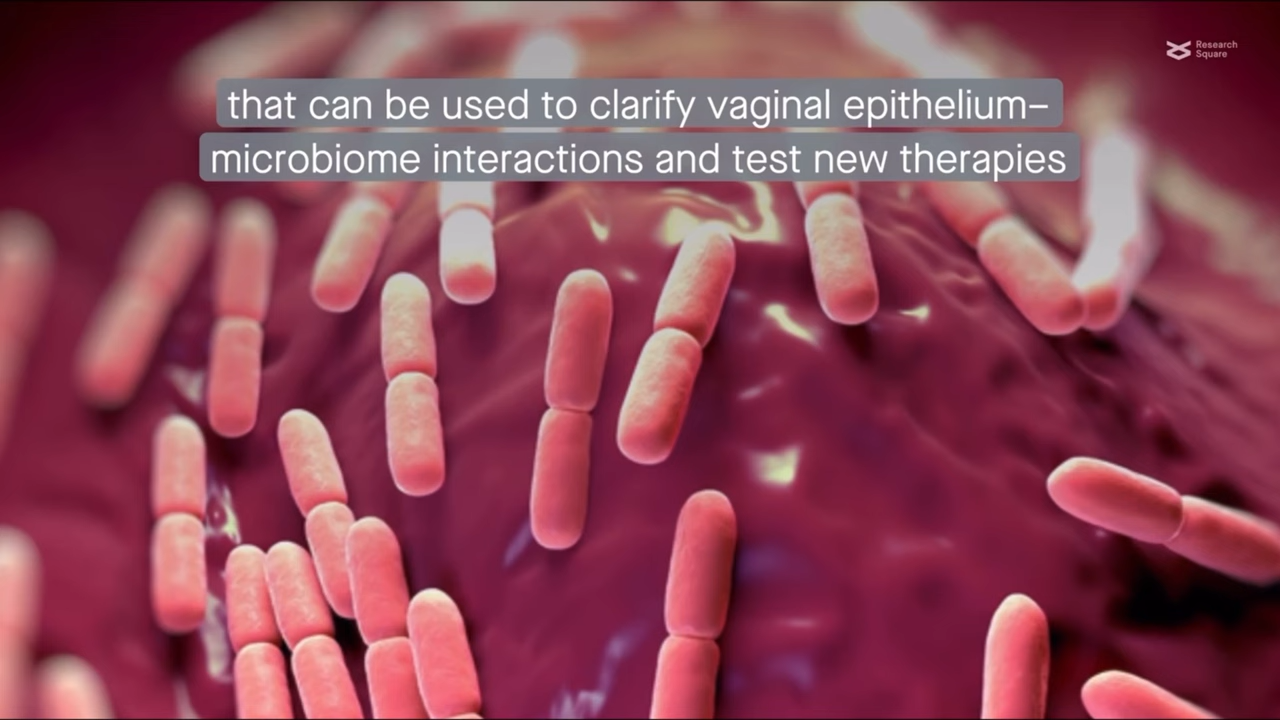 Research
Square
that can be used to clarify vaginal epithelium–
microbiome interactions and test new therapies